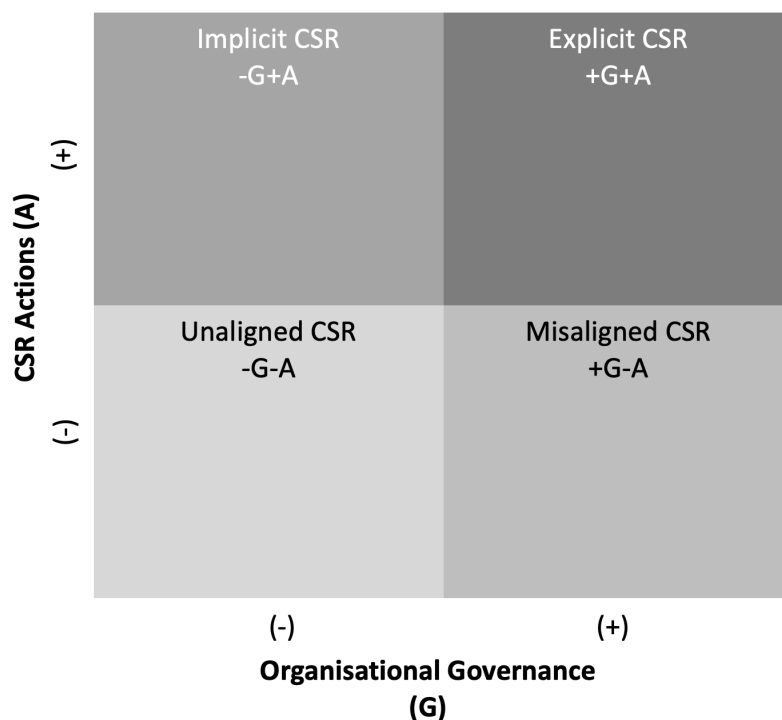 Implicit CSR
-G+A
Explicit CSR
+G+A
(+)
CSR Actions (A)
Unaligned CSR
-G-A
Misaligned CSR
+G-A
(-)
(-)
(+)
Organisational Governance
(G)